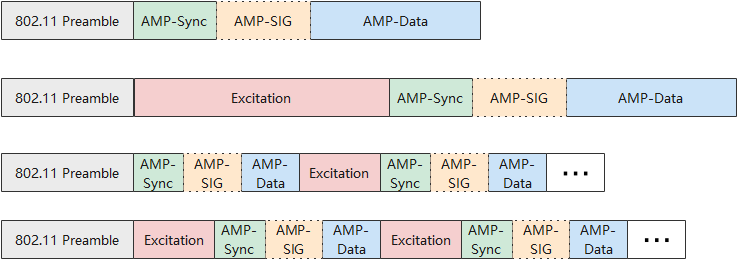 802.11 Preamble AMP-Sync AMP-SIG AMP-Data
802.11 Preamble Excitation AMP-Sync AMP-SIG AMP-Data
802.11 Preamble AMP-Sync AMP-SIG AMP-Data Excitation AMP-Sync AMP-SIG AMP-Data ...
802.11 Preamble Excitation AMP-Sync AMP-SIG AMP-Data Excitation AMP-Sync AMP-SIG AMP-Data ...